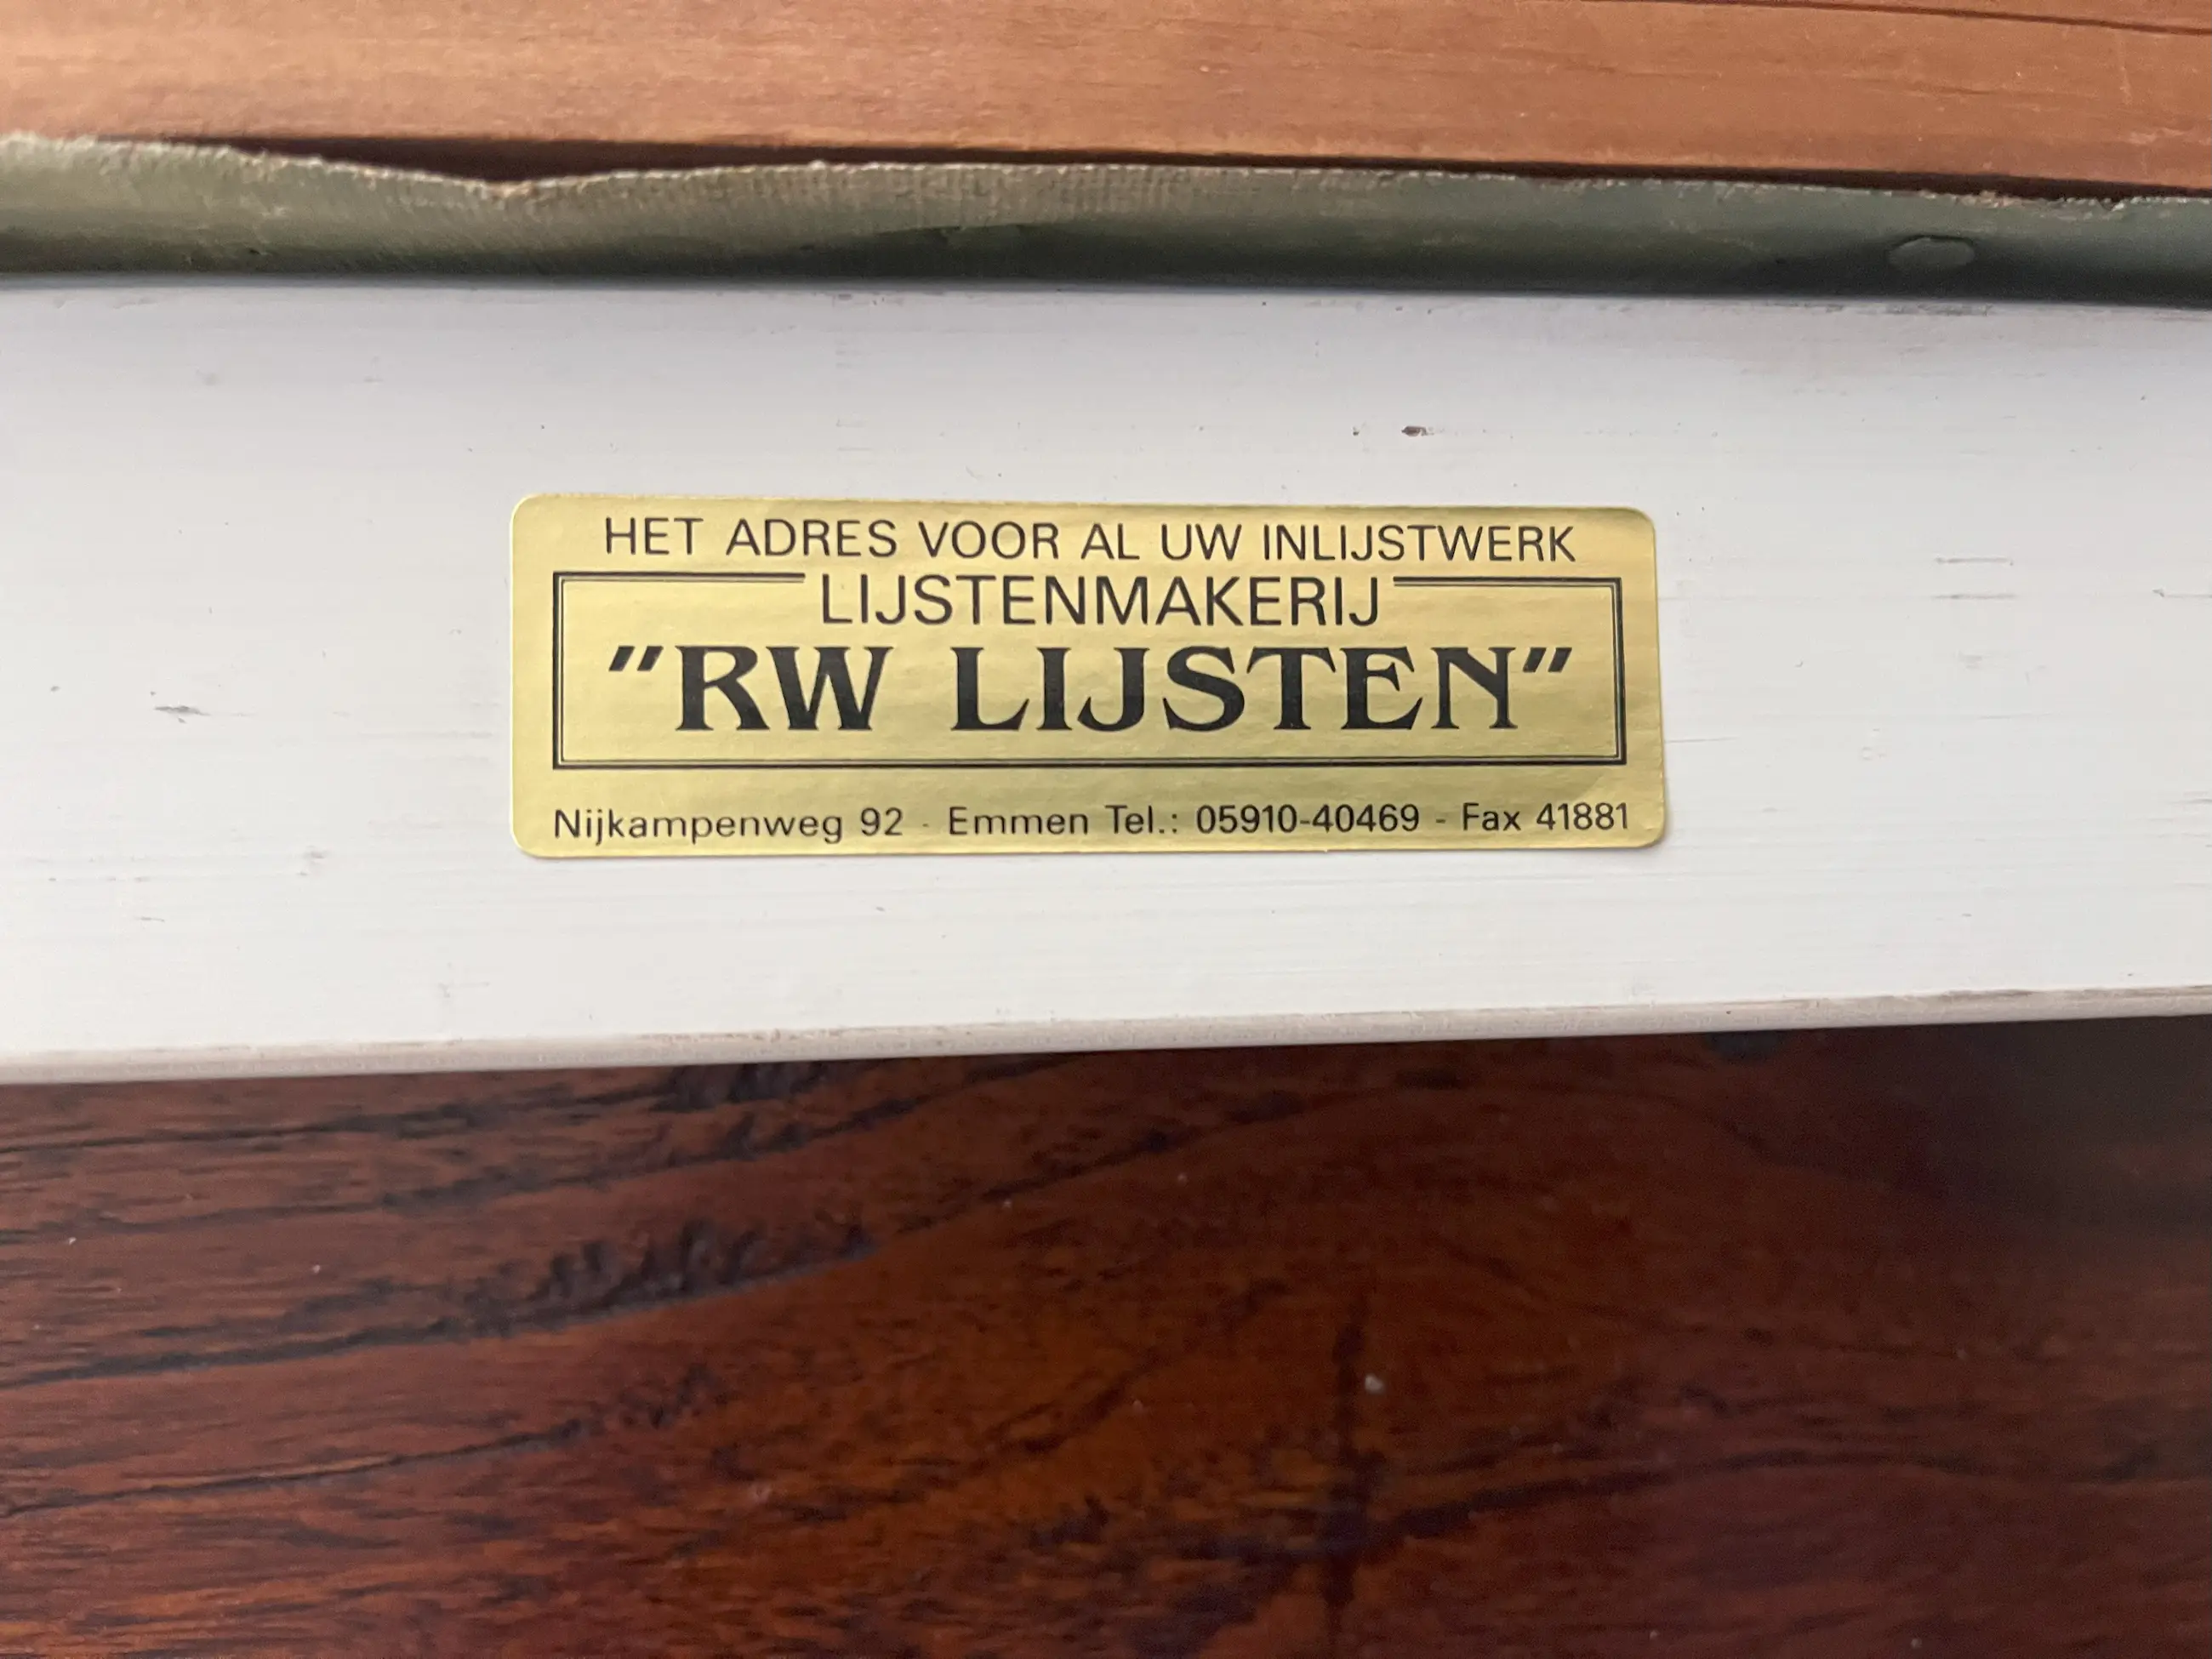 HET ADRES VOOR AL UW INLIJSTWERK
LIJSTENMAKERIJ
"RW LIJSTEN"
Nijkampenweg 92 - Emmen Tel.: 05910-40469 - Fax 41881